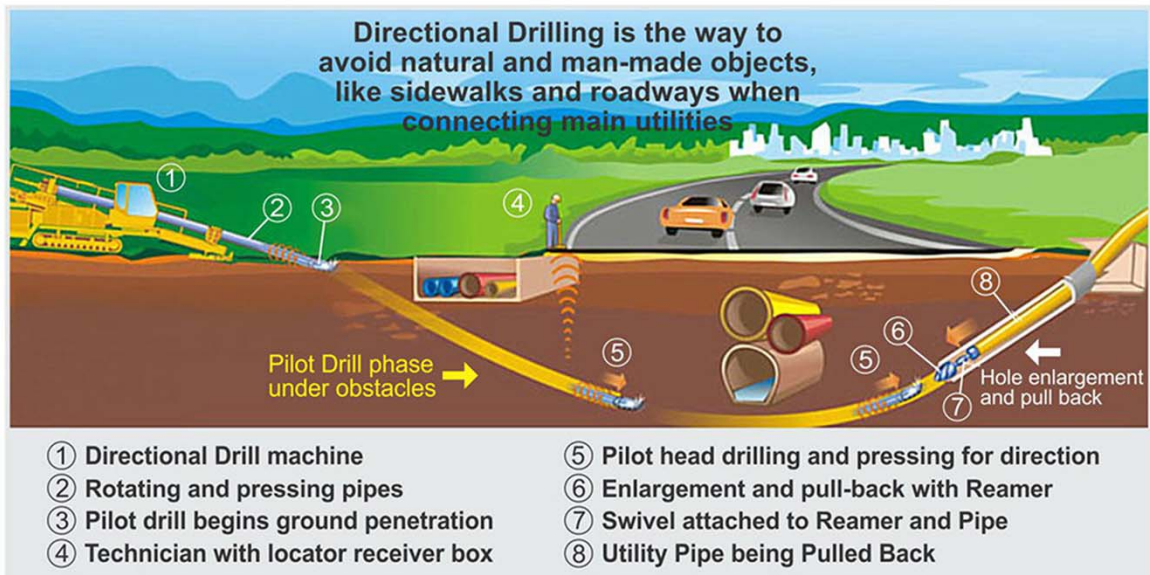 Directional Drilling is the way to
avoid natural and man-made objects,
like sidewalks and roadways when
connecting main utilities
①
②
③
④
⑧
⑥
⑤
⑤
Pilot Drill phase
under obstacles
Hole enlargement
and pull back
⑦
① Directional Drill machine
② Rotating and pressing pipes
③ Pilot drill begins ground penetration
④ Technician with locator receiver box
⑤ Pilot head drilling and pressing for direction
⑥ Enlargement and pull-back with Reamer
⑦ Swivel attached to Reamer and Pipe
⑧ Utility Pipe being Pulled Back